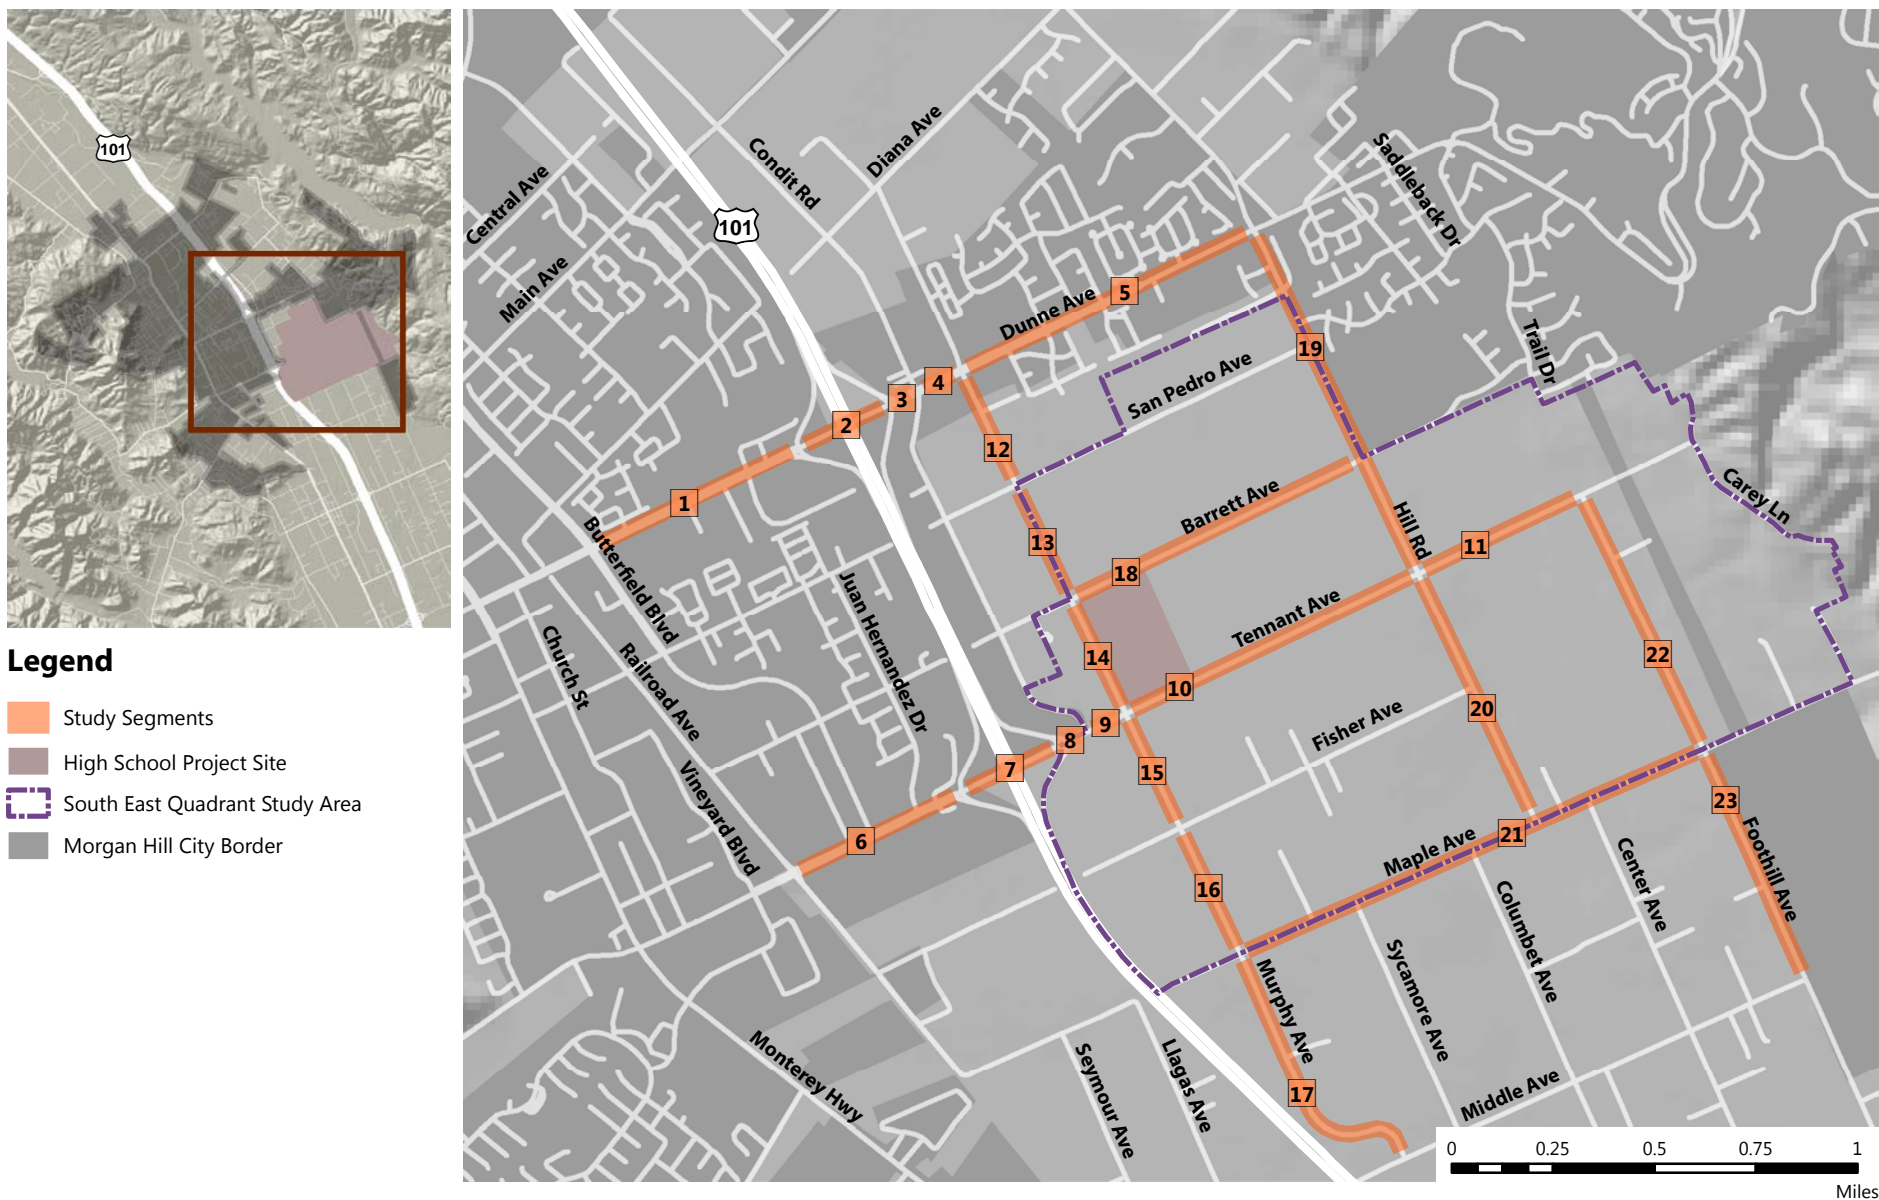 101
Legend
Study Segments
High School Project Site
South East Quadrant Study Area
Morgan Hill City Border
Central Ave
Main Ave
Condit Rd
Diana Ave
101
Saddleback Dr
Trail Dr
Dunne Ave
San Pedro Ave
Barrett Ave
Tennant Ave
Hill Rd
Carey Ln
Butterfield Blvd
Church St
Railroad Ave
Vineyard Blvd
Juan Hernandez Dr
Fisher Ave
Maple Ave
Murphy Ave
Sycamore Ave
Columbet Ave
Center Ave
Foothill Ave
Monterey Hwy
Seymour Ave
Llagas Ave
Middle Ave
1
2
3
4
5
6
7
8
9
10
11
12
13
14
15
16
17
18
19
20
21
22
23
0 0.25 0.5 0.75 1
Miles